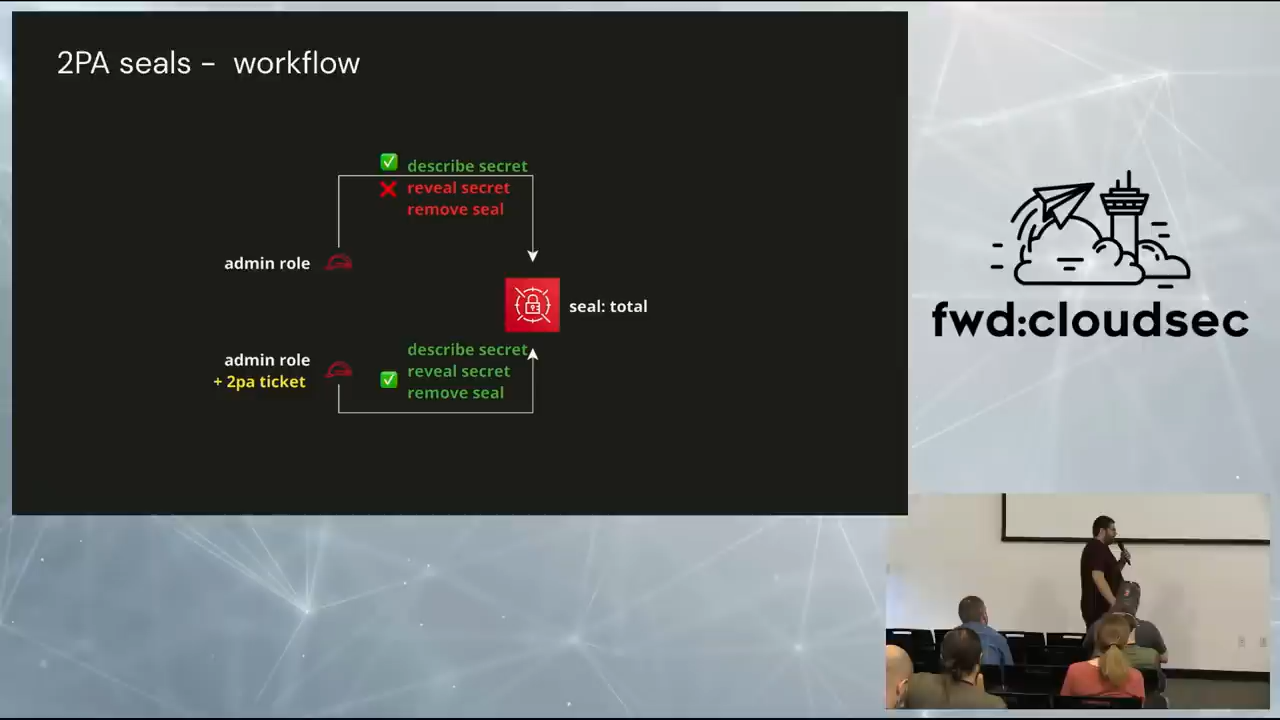 2PA seals - workflow
describe secret
reveal secret
remove seal
admin role
seal: total
admin role
+ 2pa ticket
describe secret
reveal secret
remove seal
fwd:cloudsec